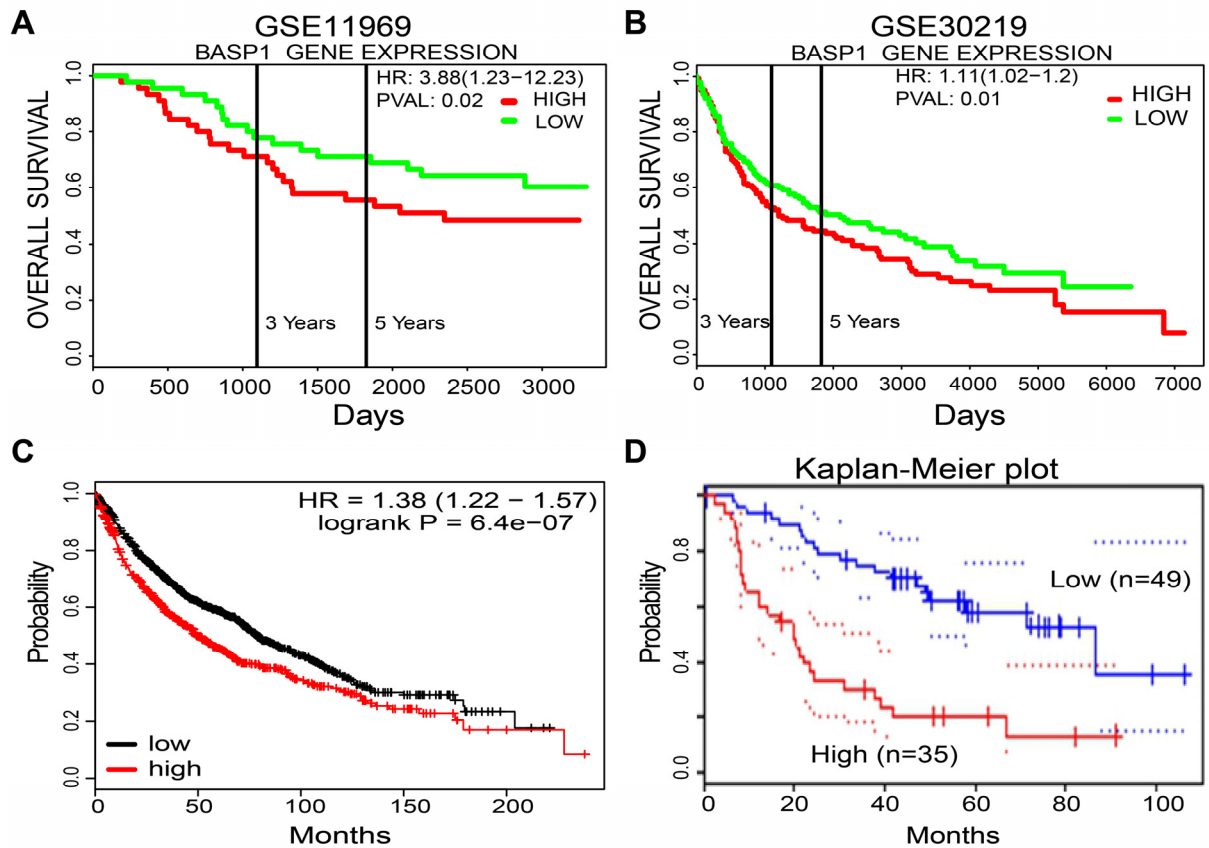 A
GSE11969
BASP1 GENE EXPRESSION
HR: 3.88(1.23−12.23)
PVAL: 0.02
HIGH
LOW
OVERALL SURVIVAL
1.0
0.8
0.6
0.4
0.2
0.0
3 Years
5 Years
0 500 1000 1500 2000 2500 3000
Days
B
GSE30219
BASP1 GENE EXPRESSION
HR: 1.11(1.02−1.2)
PVAL: 0.01
HIGH
LOW
OVERALL SURVIVAL
1.0
0.8
0.6
0.4
0.2
0.0
3 Years
5 Years
0 1000 2000 3000 4000 5000 6000 7000
Days
C
HR = 1.38 (1.22 − 1.57)
logrank P = 6.4e−07
Probability
1.0
0.8
0.6
0.4
0.2
0.0
low
high
0 50 100 150 200
Months
D
Kaplan-Meier plot
Probability
0.8
0.4
0.0
Low (n=49)
High (n=35)
0 20 40 60 80 100
Months